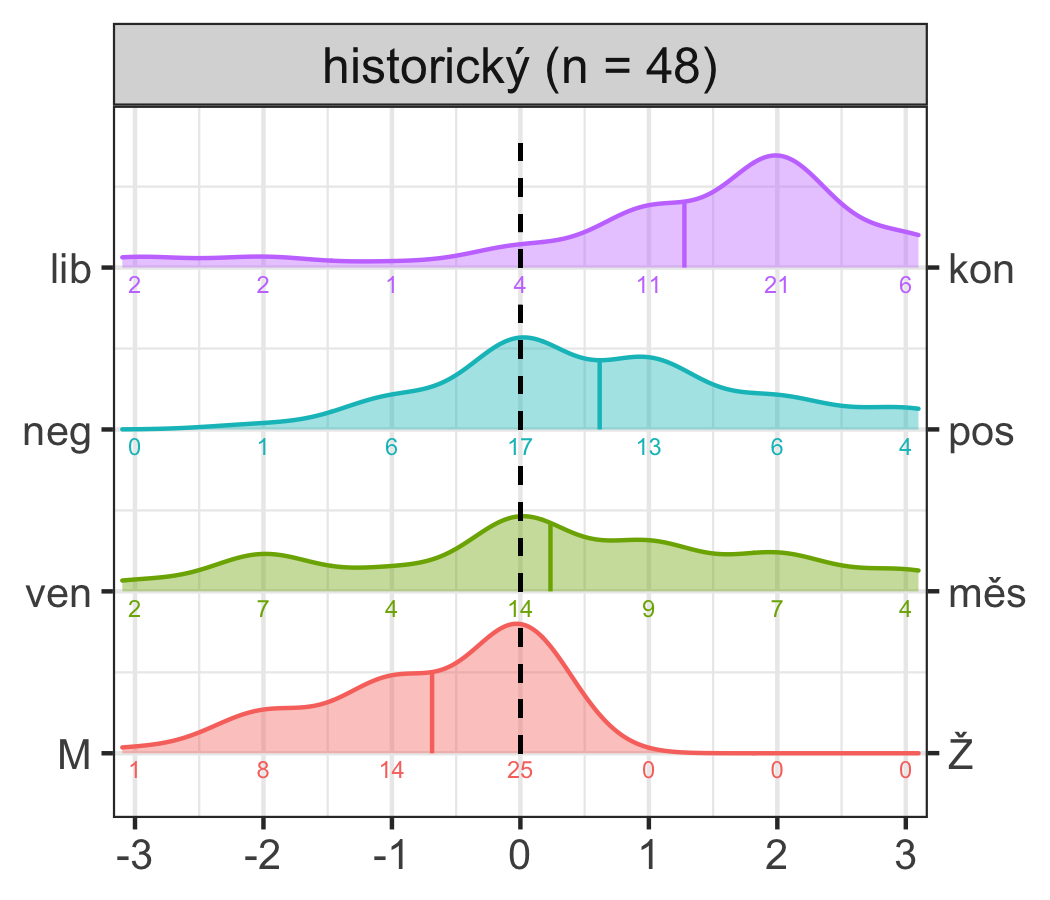 historický (n = 48)
lib kon
2 2 1 4 11 21 6
neg pos
0 1 6 17 13 6 4
ven měs
2 7 4 14 9 7 4
M Ž
1 8 14 25 0 0 0
-3 -2 -1 0 1 2 3